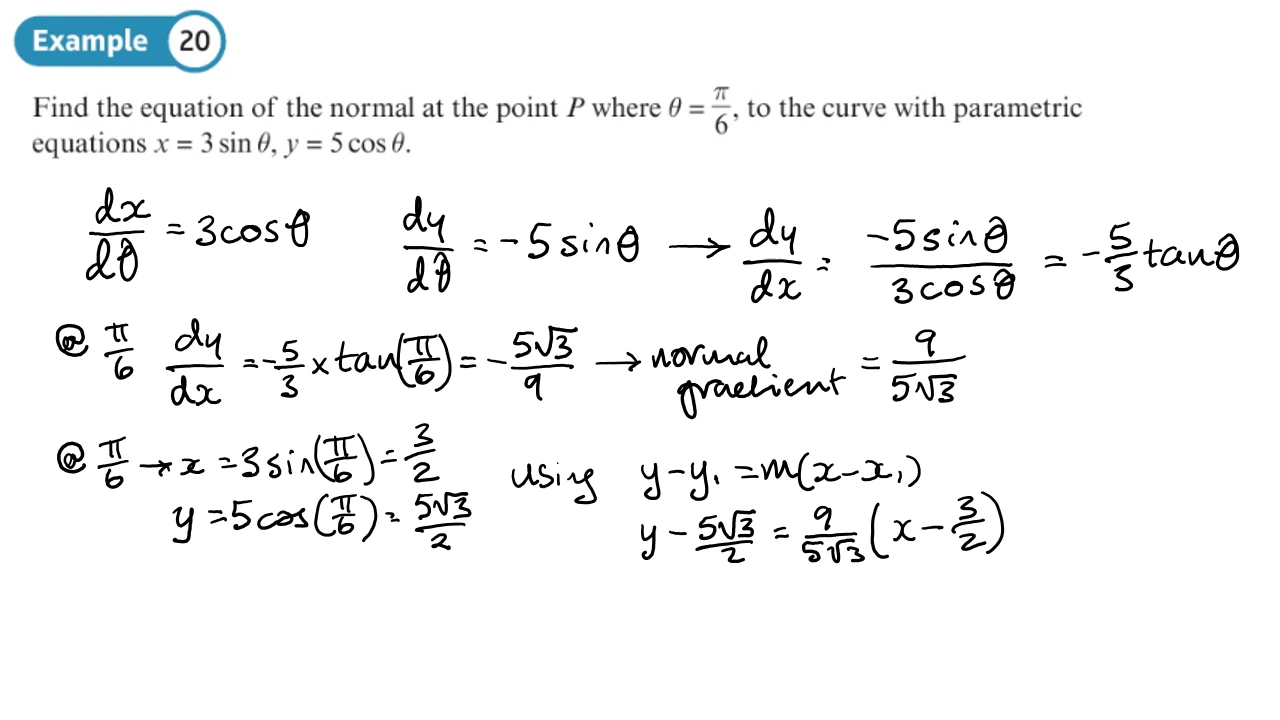 Example 20
Find the equation of the normal at the point P where θ = π/6, to the curve with parametric
equations x = 3 sin θ, y = 5 cos θ.
dx/dθ = 3cosθ dy/dθ = -5sinθ → dy/dx = -5sinθ/3cosθ = -5/3 tanθ
@ π/6 dy/dx = -5/3 × tan(π/6) = -5√3/9 → normal gradient = 9/5√3
@ π/6 → x = 3sin(π/6) = 3/2 using y-y₁ = m(x-x₁)
y = 5cos(π/6) = 5√3/2 y - 5√3/2 = 9/5√3 (x - 3/2)